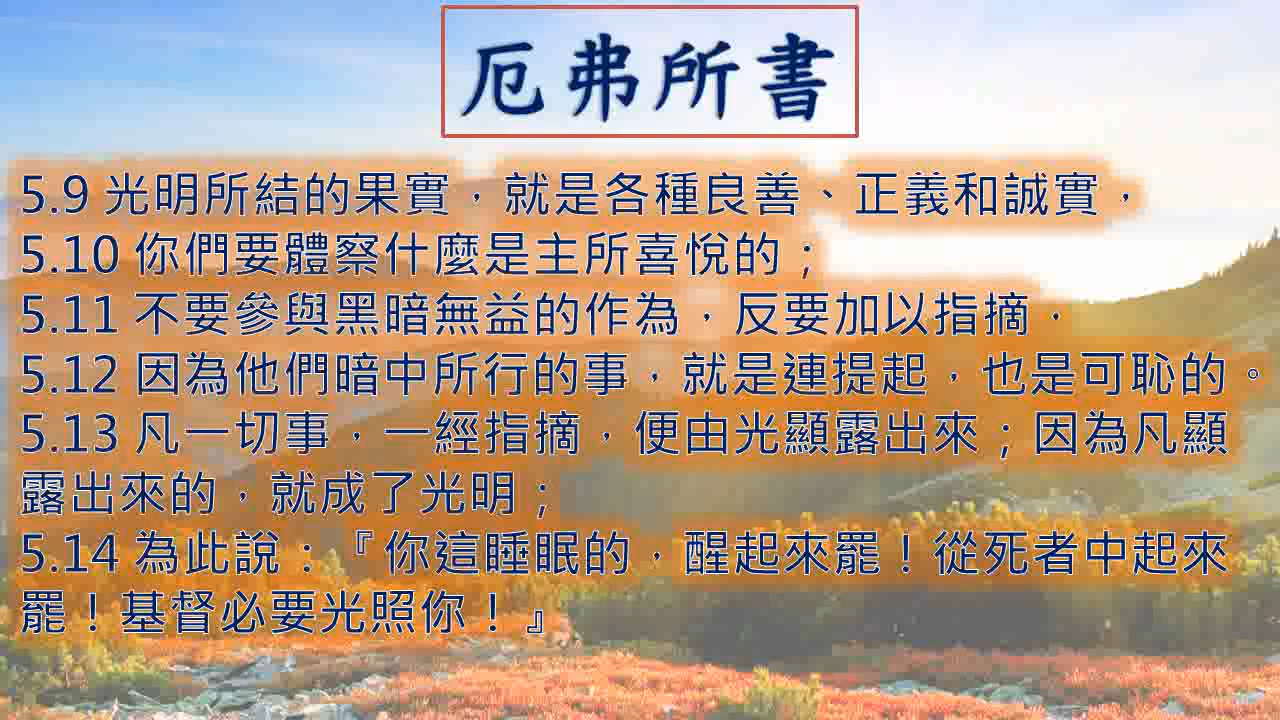 厄弗所書
5.9 光明所結的果實，就是各種良善、正義和誠實，
5.10 你們要體察什麼是主所喜悅的；
5.11 不要參與黑暗無益的作為，反要加以指摘，
5.12 因為他們暗中所行的事，就是連提起，也是可恥的。
5.13 凡一切事，一經指摘，便由光顯露出來；因為凡顯
露出來的，就成了光明；
5.14 為此說：『你這睡眠的，醒起來罷！從死者中起來
罷！基督必要光照你！』